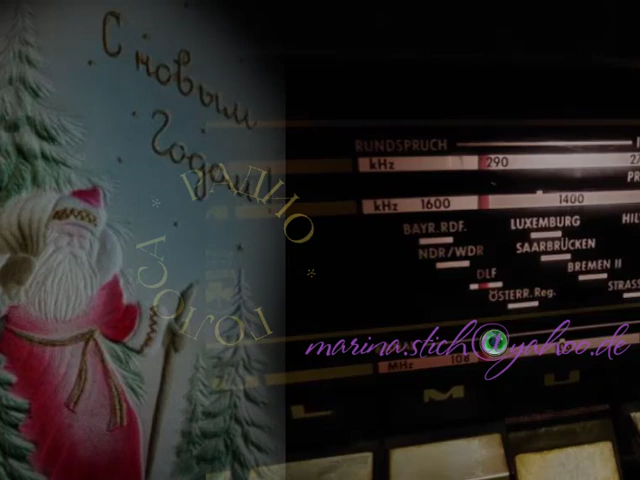 С новым
Годом!
* РАДИО *
ГОЛОСА
RUNDSPRUCH
kHz 290
kHz 1600 1400
BAYR.RDF. LUXEMBURG
NDR/WDR SAARBRÜCKEN
DLF BREMEN II
ÖSTERR.Reg.
marina.stich@yahoo.de
MHz 108
L M U